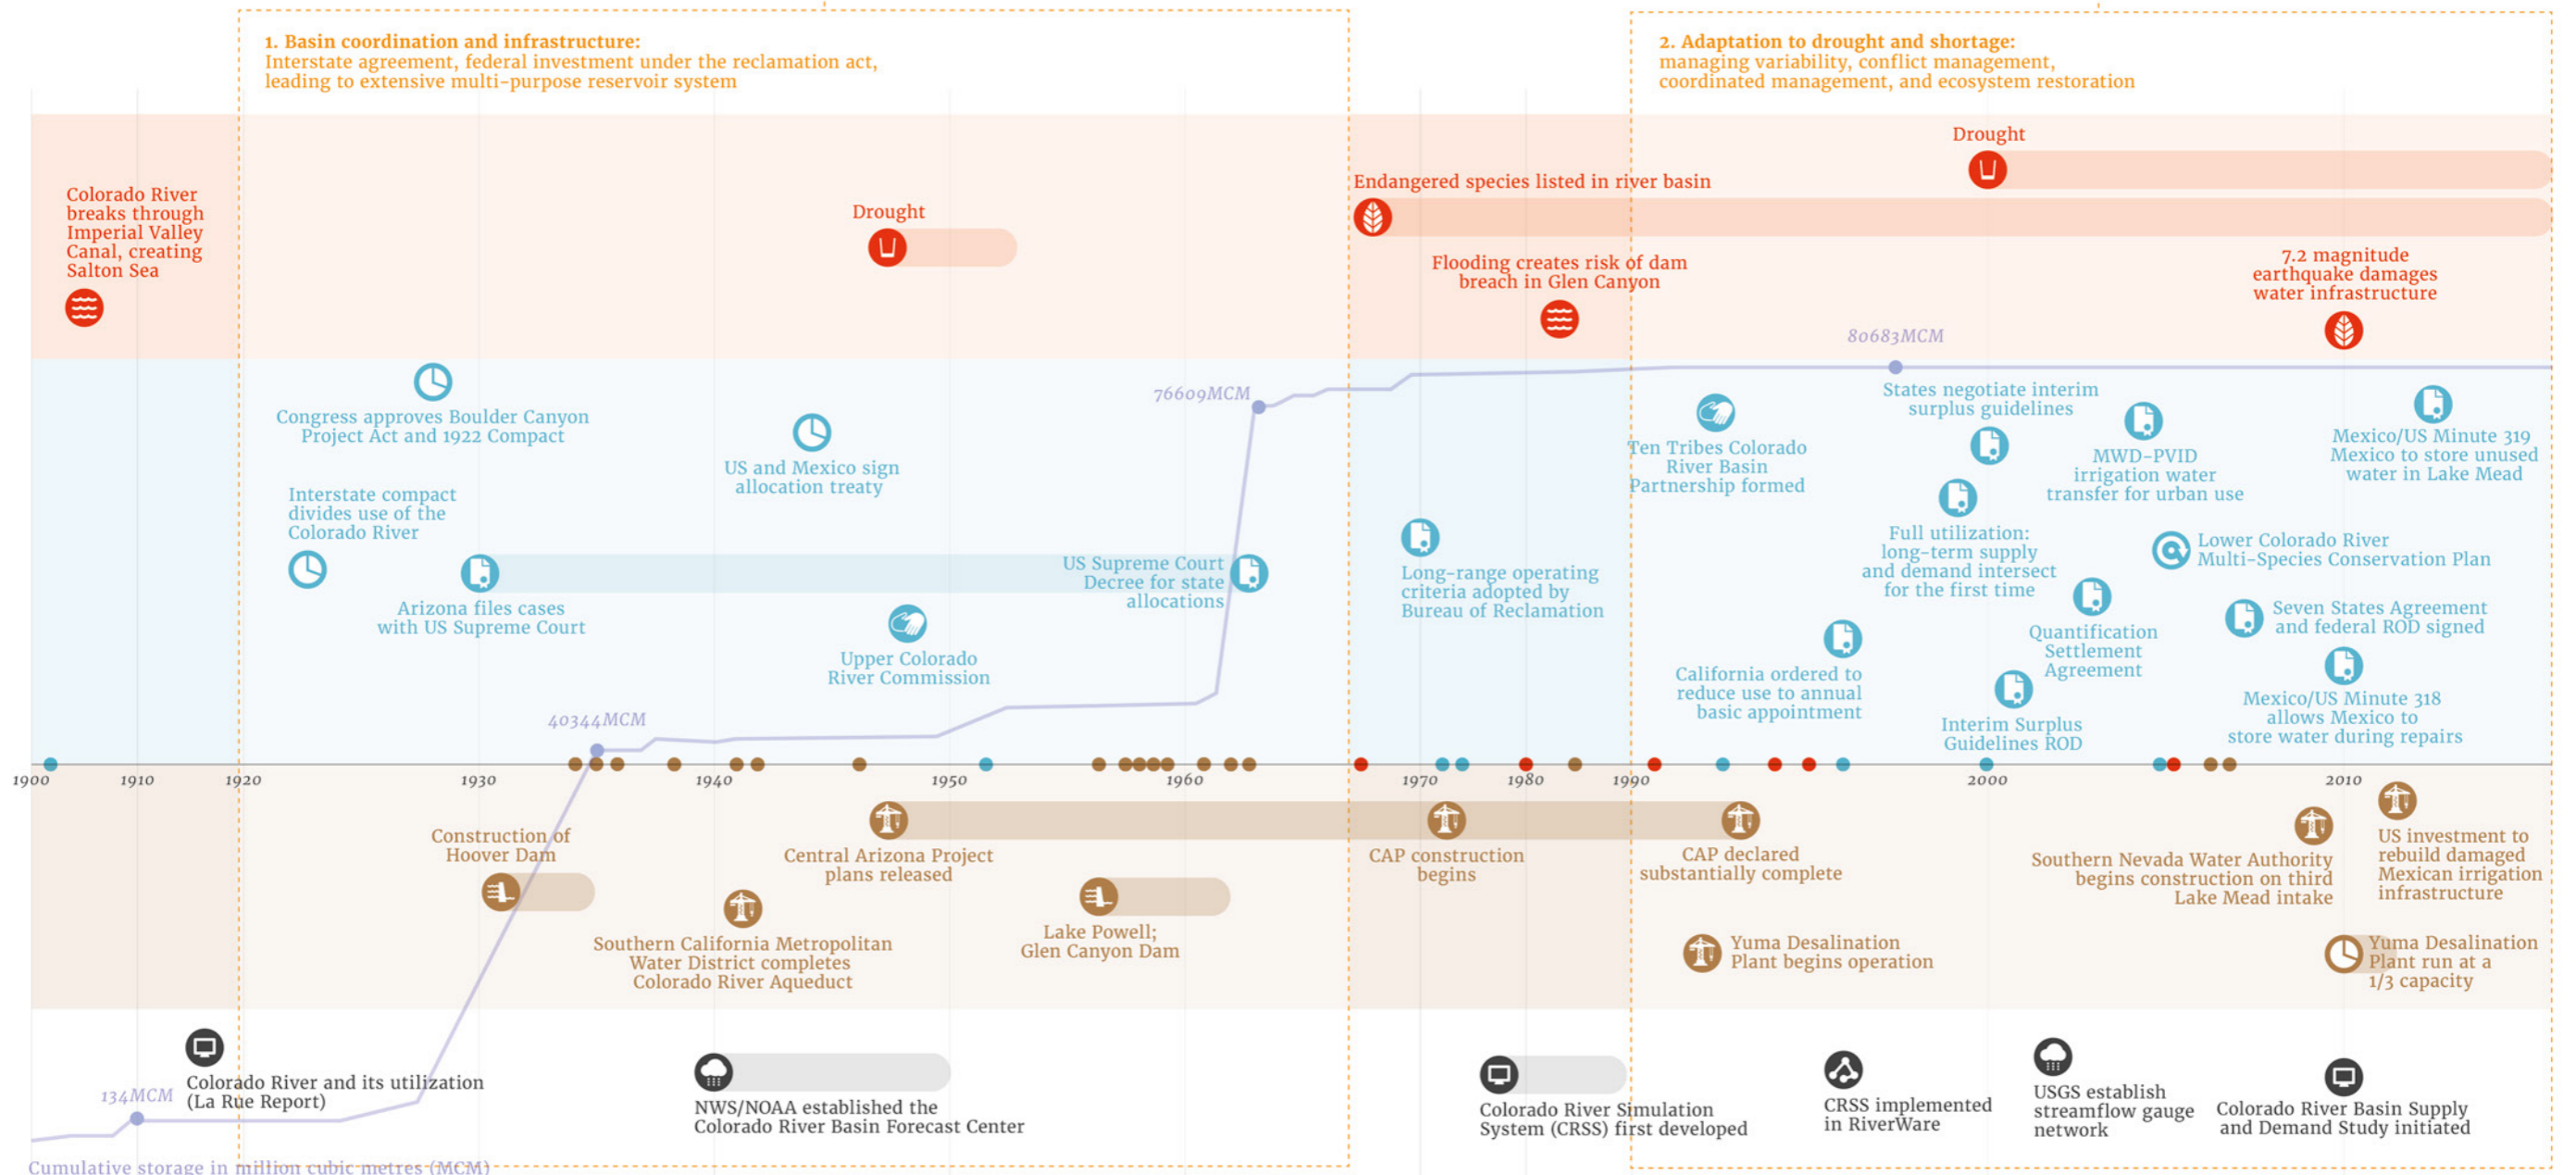 1. Basin coordination and infrastructure:
Interstate agreement, federal investment under the reclamation act,
leading to extensive multi-purpose reservoir system
2. Adaptation to drought and shortage:
managing variability, conflict management,
coordinated management, and ecosystem restoration
Colorado River
breaks through
Imperial Valley
Canal, creating
Salton Sea
Drought
Drought
Endangered species listed in river basin
Flooding creates risk of dam
breach in Glen Canyon
7.2 magnitude
earthquake damages
water infrastructure
Congress approves Boulder Canyon
Project Act and 1922 Compact
Interstate compact
divides use of the
Colorado River
US and Mexico sign
allocation treaty
Arizona files cases
with US Supreme Court
US Supreme Court
Decree for state
allocations
Upper Colorado
River Commission
76609MCM
80683MCM
40344MCM
Long-range operating
criteria adopted by
Bureau of Reclamation
Ten Tribes Colorado
River Basin
Partnership formed
States negotiate interim
surplus guidelines
MWD-PVID
irrigation water
transfer for urban use
Mexico/US Minute 319
Mexico to store unused
water in Lake Mead
Full utilization:
long-term supply
and demand intersect
for the first time
Lower Colorado River
Multi-Species Conservation Plan
Quantification
Settlement
Agreement
Seven States Agreement
and federal ROD signed
California ordered to
reduce use to annual
basic appointment
Interim Surplus
Guidelines ROD
Mexico/US Minute 318
allows Mexico to
store water during repairs
1900 1910 1920 1930 1940 1950 1960 1970 1980 1990 2000 2010
Construction of
Hoover Dam
Central Arizona Project
plans released
Southern California Metropolitan
Water District completes
Colorado River Aqueduct
Lake Powell;
Glen Canyon Dam
CAP construction
begins
CAP declared
substantially complete
Yuma Desalination
Plant begins operation
Southern Nevada Water Authority
begins construction on third
Lake Mead intake
US investment to
rebuild damaged
Mexican irrigation
infrastructure
Yuma Desalination
Plant run at a
1/3 capacity
134MCM
Colorado River and its utilization
(La Rue Report)
NWS/NOAA established the
Colorado River Basin Forecast Center
Colorado River Simulation
System (CRSS) first developed
CRSS implemented
in RiverWare
USGS establish
streamflow gauge
network
Colorado River Basin Supply
and Demand Study initiated
Cumulative storage in million cubic metres (MCM)